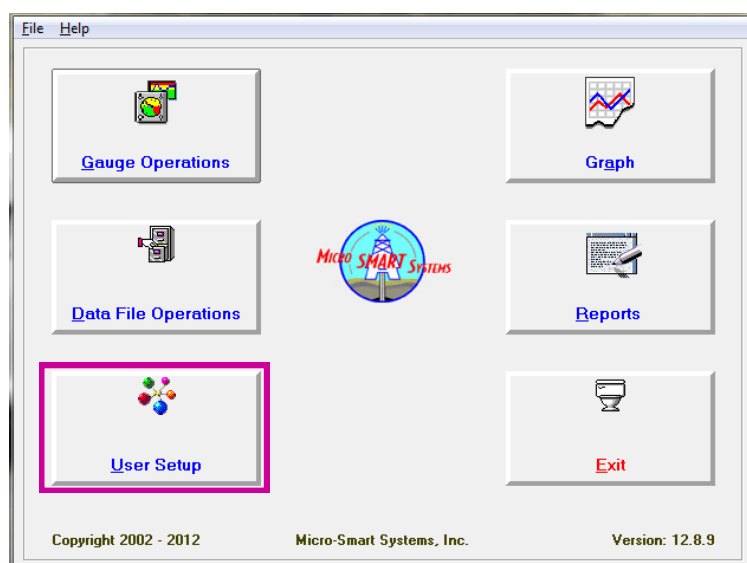 File Help
Gauge Operations
Graph
Data File Operations
MICRO SMART SYSTEMS
Reports
User Setup
Exit
Copyright 2002 - 2012 Micro-Smart Systems, Inc. Version: 12.8.9